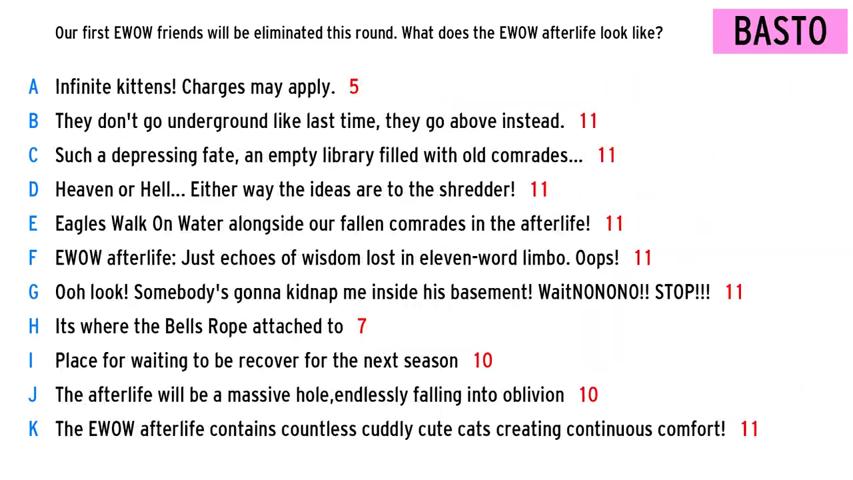 Our first EWOW friends will be eliminated this round. What does the EWOW afterlife look like?
BASTO
A Infinite kittens! Charges may apply. 5
B They don't go underground like last time, they go above instead. 11
C Such a depressing fate, an empty library filled with old comrades... 11
D Heaven or Hell... Either way the ideas are to the shredder! 11
E Eagles Walk On Water alongside our fallen comrades in the afterlife! 11
F EWOW afterlife: Just echoes of wisdom lost in eleven-word limbo. Oops! 11
G Ooh look! Somebody's gonna kidnap me inside his basement! WaitNONONO!! STOP!!! 11
H Its where the Bells Rope attached to 7
I Place for waiting to be recover for the next season 10
J The afterlife will be a massive hole,endlessly falling into oblivion 10
K The EWOW afterlife contains countless cuddly cute cats creating continuous comfort! 11